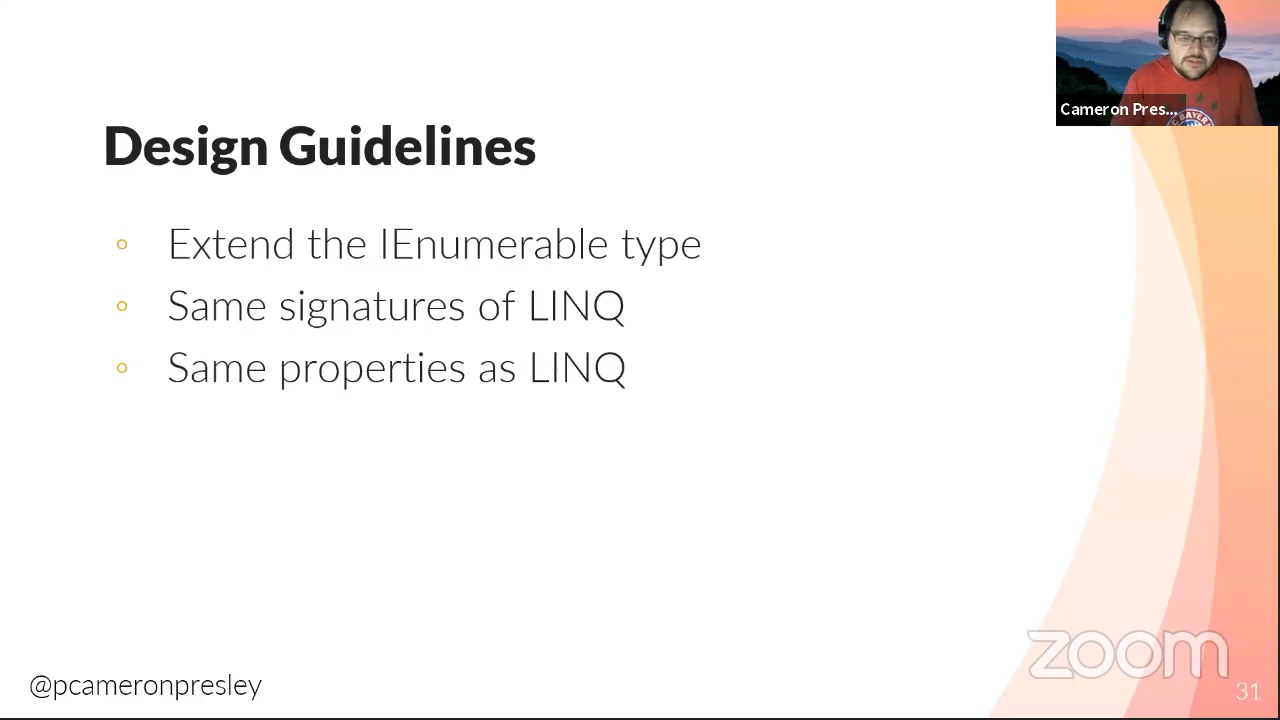 Cameron Pres...
Design Guidelines
Extend the IEnumerable type
Same signatures of LINQ
Same properties as LINQ
BAYER
zoom
@pcameronpresley
31